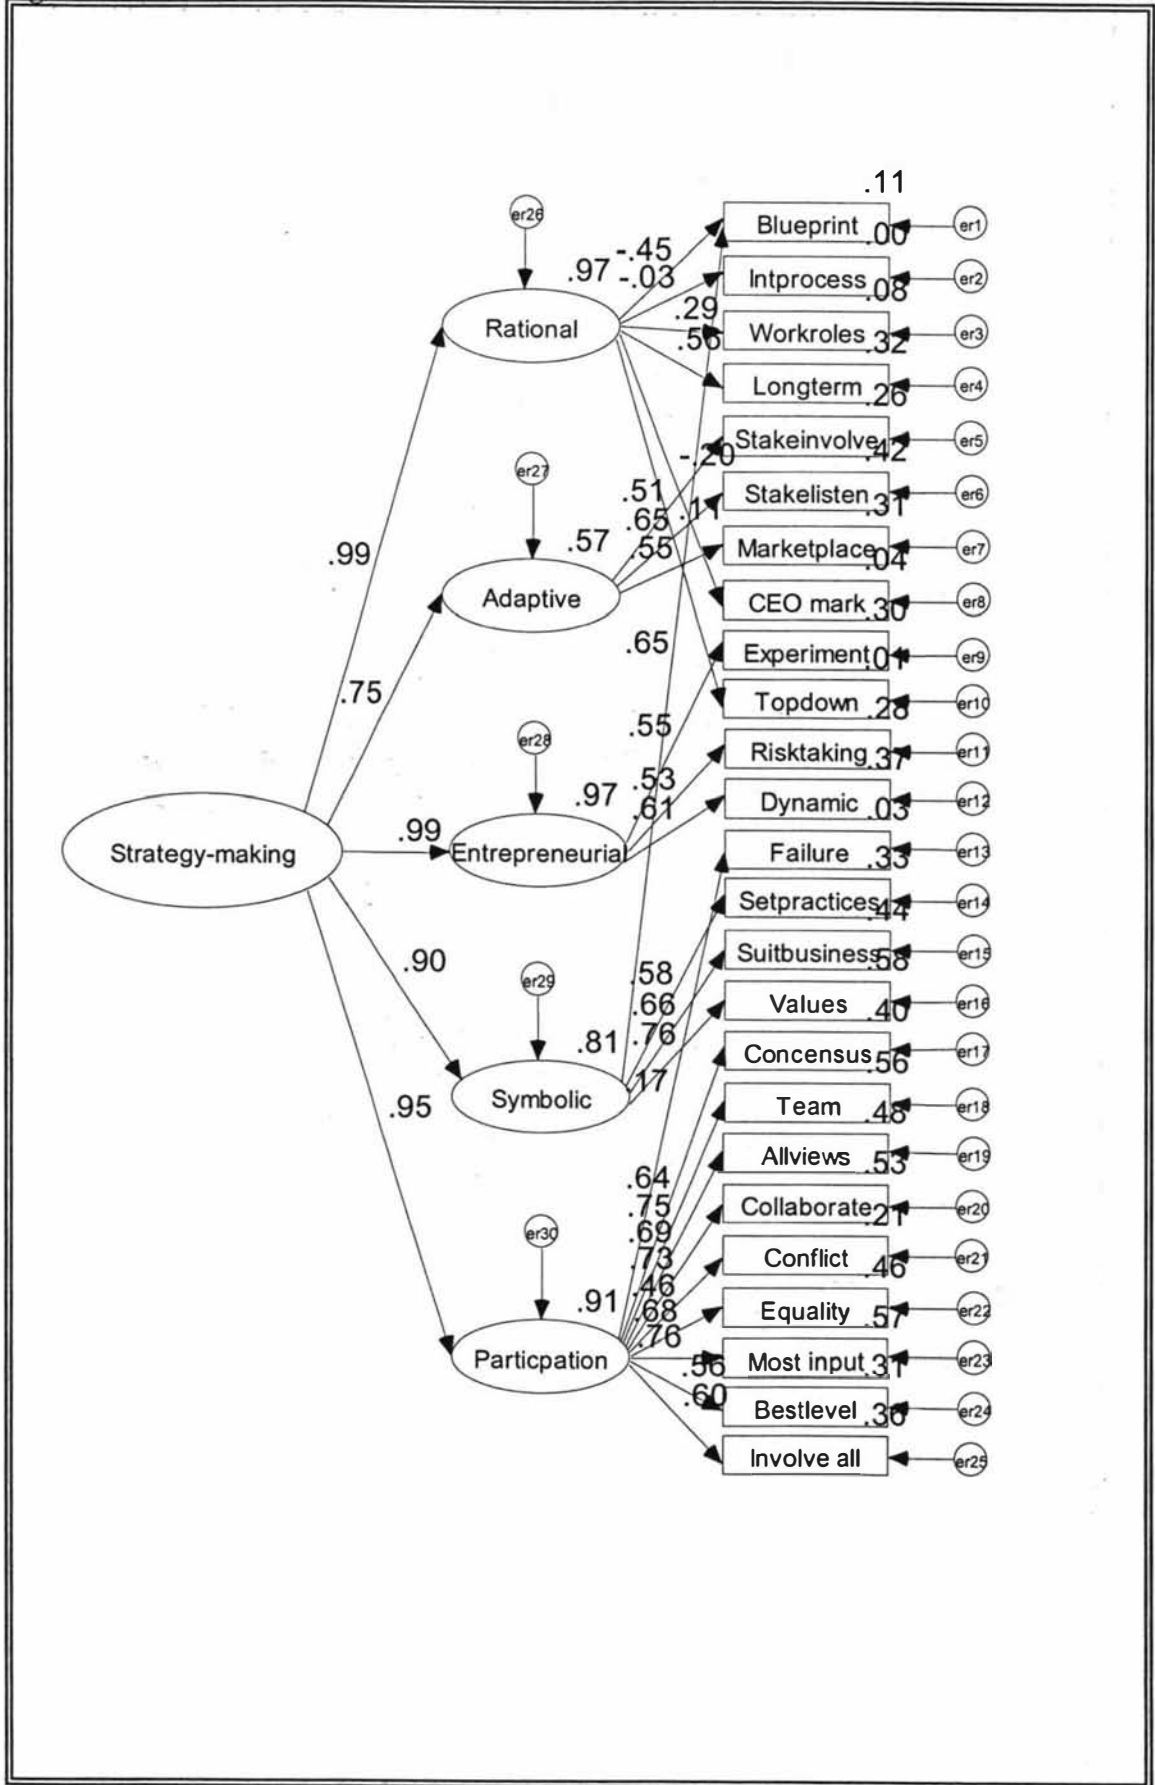 .11
er26
Blueprint
er1
-.45
.00
.97
-.03
Intprocess
er2
.08
.29
Rational
Workroles
er3
.56
.32
Longterm
er4
.26
Stakeinvolve
er5
-.20
.42
er27
.51
Stakelisten
er6
.11
.31
.65
.57
.55
Marketplace
er7
.99
.04
Adaptive
CEO mark
er8
.30
.65
Experiment
er9
.01
.75
Topdown
er10
.28
.55
er28
Risktaking
er11
.37
.53
.97
.61
Dynamic
er12
.03
.99
Strategy-making
Entrepreneurial
Failure
er13
.33
Setpractices
er14
.44
.90
Suitbusiness
er15
.58
.58
er29
.66
Values
er16
.40
.81
.76
Concensus
er17
.56
.17
.95
Symbolic
Team
er18
.48
Allviews
er19
.53
.64
.75
Collaborate
er20
.21
er30
.69
.73
Conflict
er21
.46
.46
.91
.68
Equality
er22
.57
.76
Particpation
.56
Most input
er23
.31
.60
Bestlevel
er24
.36
Involve all
er25